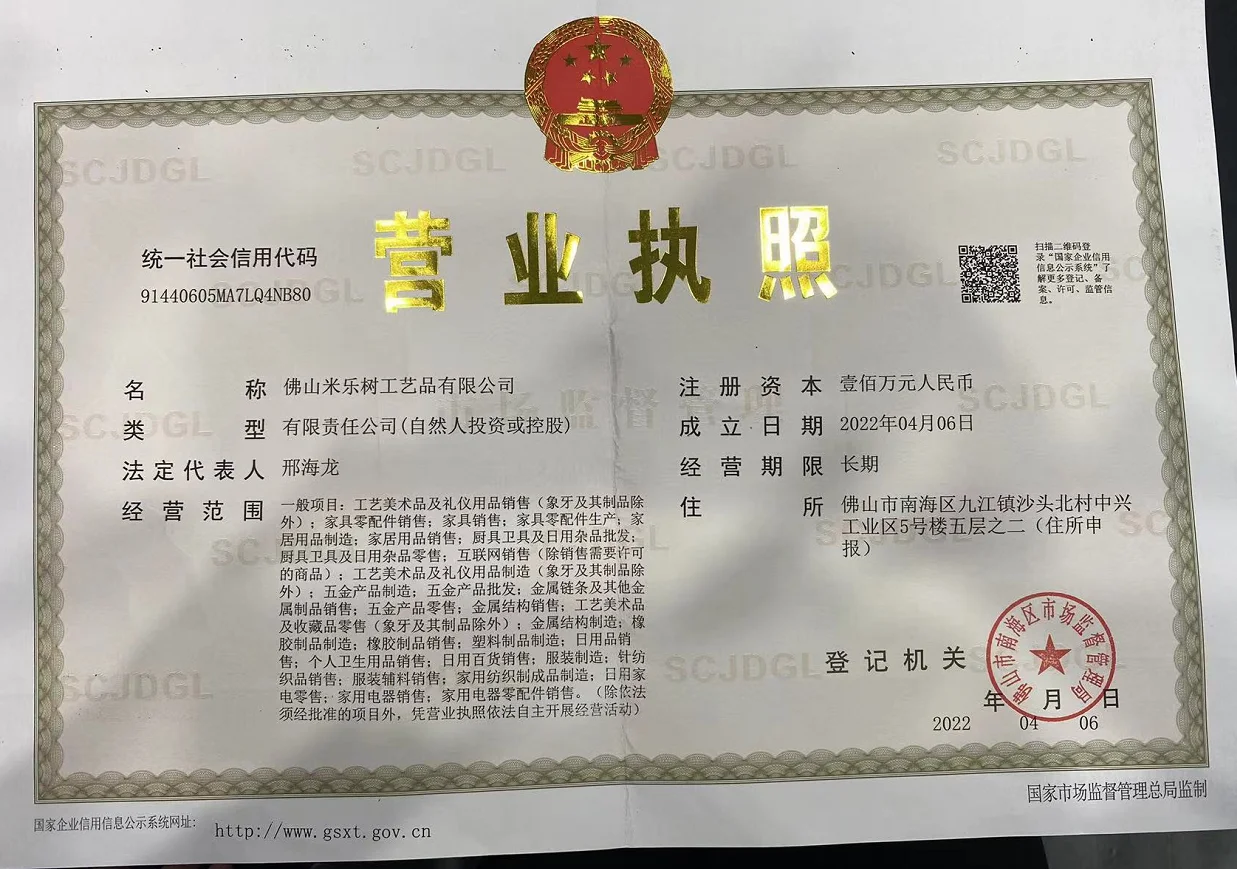 SCJDGL SCJDGL SCJDGL SCJDGL
营业执照
统一社会信用代码
91440605MA7LQ4NB80
扫描二维码登
录“国家企业信用
信息公示系统”了
解更多登记、备
案、许可、监管信
息。
名称 佛山米乐树工艺品有限公司
类型 有限责任公司(自然人投资或控股)
法定代表人 邢海龙
经营范围 一般项目：工艺美术品及礼仪用品销售（象牙及其制品除
外）；家具零配件销售；家具销售；家具零配件生产；家
居用品制造；家居用品销售；厨具卫具及日用杂品批发；
厨具卫具及日用杂品零售；互联网销售（除销售需要许可
的商品）；工艺美术品及礼仪用品制造（象牙及其制品除
外）；五金产品制造；五金产品批发；金属链条及其他金
属制品销售；五金产品零售；金属结构销售；工艺美术品
及收藏品零售（象牙及其制品除外）；金属结构制造；橡
胶制品制造；橡胶制品销售；塑料制品制造；日用品销
售；个人卫生用品销售；日用百货销售；服装制造；针纺
织品销售；服装辅料销售；家用纺织制成品制造；日用家
电零售；家用电器销售；家用电器零配件销售。（除依法
须经批准的项目外，凭营业执照依法自主开展经营活动）
注册资本 壹佰万元人民币
成立日期 2022年04月06日
经营期限 长期
住所 佛山市南海区九江镇沙头北村中兴
工业区5号楼五层之二（住所申
报）
登记机关
佛山市南海区市场监督管理局
年 月 日
2022 04 06
国家企业信用信息公示系统网址： http://www.gsxt.gov.cn
国家市场监督管理总局监制